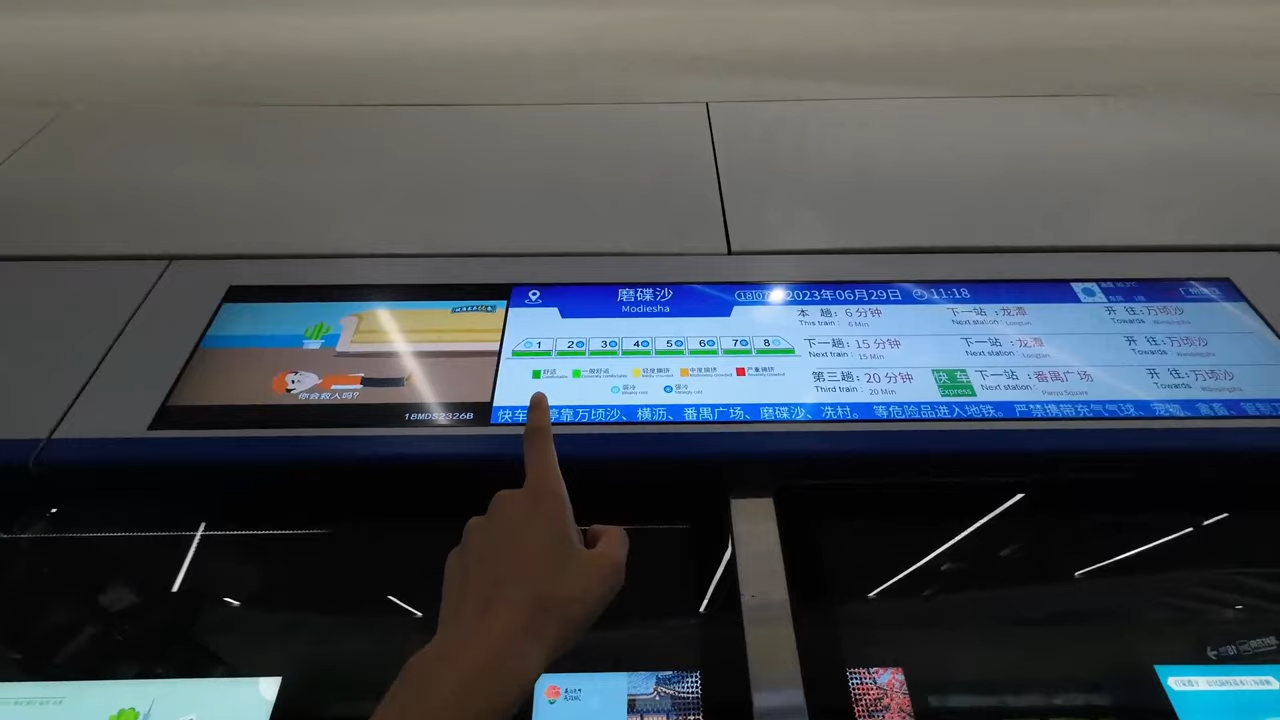 磨碟沙
Modiesha
2023年06月29日 11:18
本 趟：6 分钟
This train： 6 Min
下一站：龙潭
Next station：Longtan
开 往：万顷沙
Towards
下一趟：15 分钟
Next train： 15 Min
下一站：龙潭
Next station：Longtan
开 往：万顷沙
Towards
第三趟：20 分钟
Third train： 20 Min
快 车
Express
下一站：番禺广场
Next station： Panyu Square
开 往：万顷沙
Towards
1 2 3 4 5 6 7 8
舒适
Comfortable
一般舒适
轻度拥挤
中度拥挤
严重拥挤
弱冷
强冷
快车 停靠万顷沙、横沥、番禺广场、磨碟沙、冼村。 等危险品进入地铁。严禁携带充气气球、宠物、禽畜、
你会救人吗?
18MDS2326B